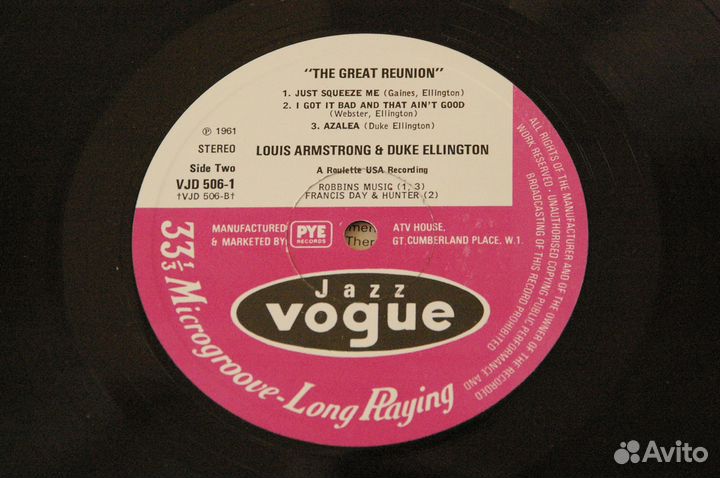 "THE GREAT REUNION"
1. JUST SQUEEZE ME (Gaines, Ellington)
2. I GOT IT BAD AND THAT AIN'T GOOD
(Webster, Ellington)
3. AZALEA (Duke Ellington)
℗ 1961
STEREO
LOUIS ARMSTRONG & DUKE ELLINGTON
Side Two
VJD 506-1
†VJD 506-B†
A Roulette USA Recording
ROBBINS MUSIC (1, 3)
FRANCIS DAY & HUNTER (2)
MANUFACTURED
& MARKETED BY
PYE
RECORDS
men
Ther
ATV HOUSE,
GT. CUMBERLAND PLACE, W.1.
Jazz
vogue
33⅓ Microgroove-Long Playing
ALL RIGHTS OF THE MANUFACTURER AND OF THE OWNER OF THE RECORDED
WORK RESERVED · UNAUTHORISED COPYING PUBLIC PERFORMANCE AND
BROADCASTING OF THIS RECORD PROHIBITED
Avito